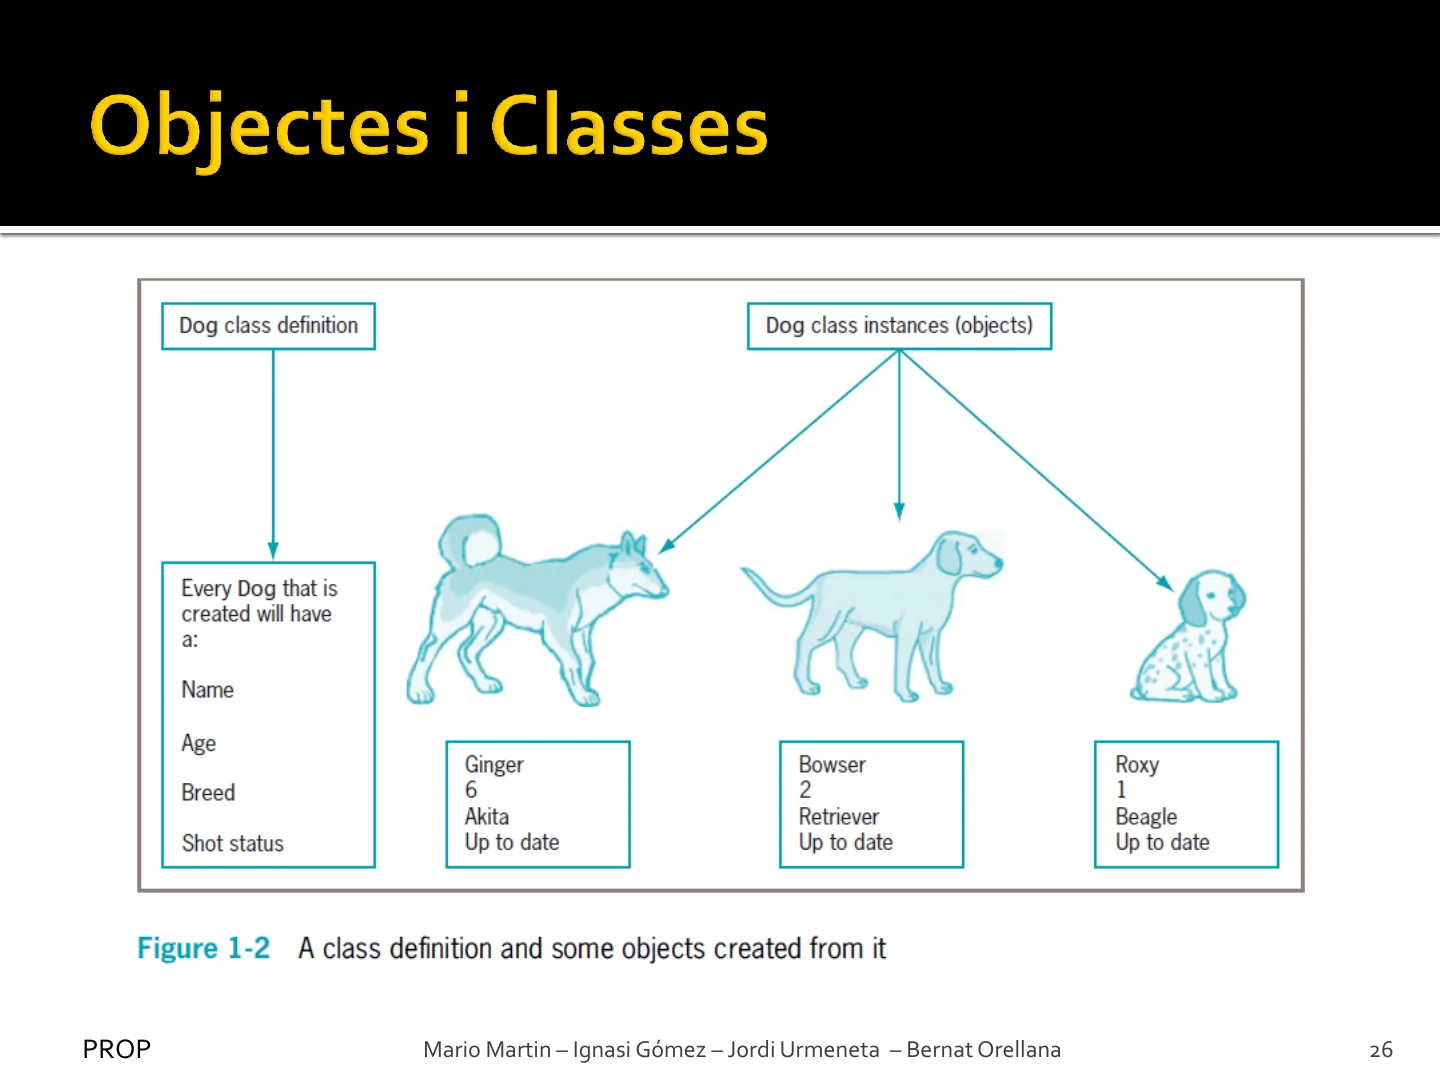 Objectes i Classes
Dog class definition
Dog class instances (objects)
Every Dog that is
created will have
a:
Name
Age
Breed
Shot status
Ginger
6
Akita
Up to date
Bowser
2
Retriever
Up to date
Roxy
1
Beagle
Up to date
Figure 1-2 A class definition and some objects created from it
PROP
Mario Martin – Ignasi Gómez – Jordi Urmeneta – Bernat Orellana
26